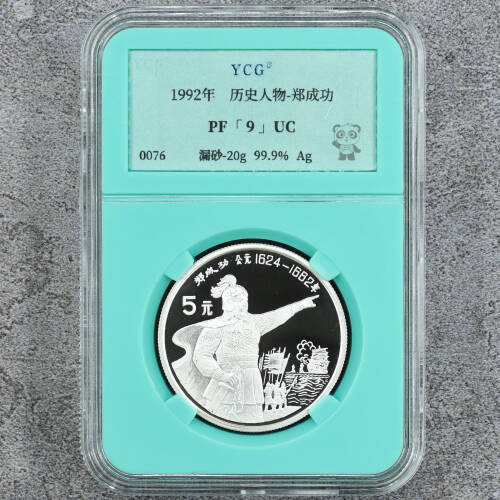 YCG
1992年 历史人物-郑成功
PF「9」UC
0076 漏砂-20g 99.9% Ag
郑成功 公元1624-1662年
5元